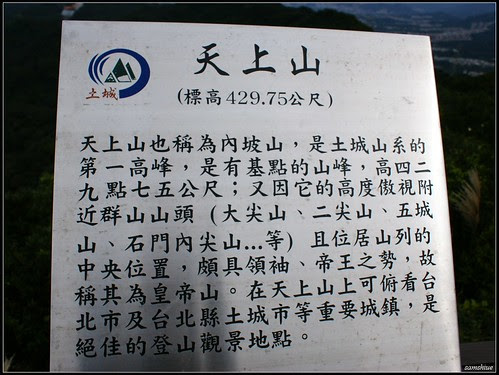 土城
天上山
(標高429.75公尺)
天上山也稱為內坡山，是土城山系的
第一高峰，是有基點的山峰，高四二
九點七五公尺；又因它的高度傲視附
近群山山頭（大尖山、二尖山、五城
山、石門內尖山...等）且位居山列的
中央位置，頗具領袖、帝王之勢，故
稱其為皇帝山。在天上山上可俯看台
北市及台北縣土城市等重要城鎮，是
絕佳的登山觀景地點。
samshiue